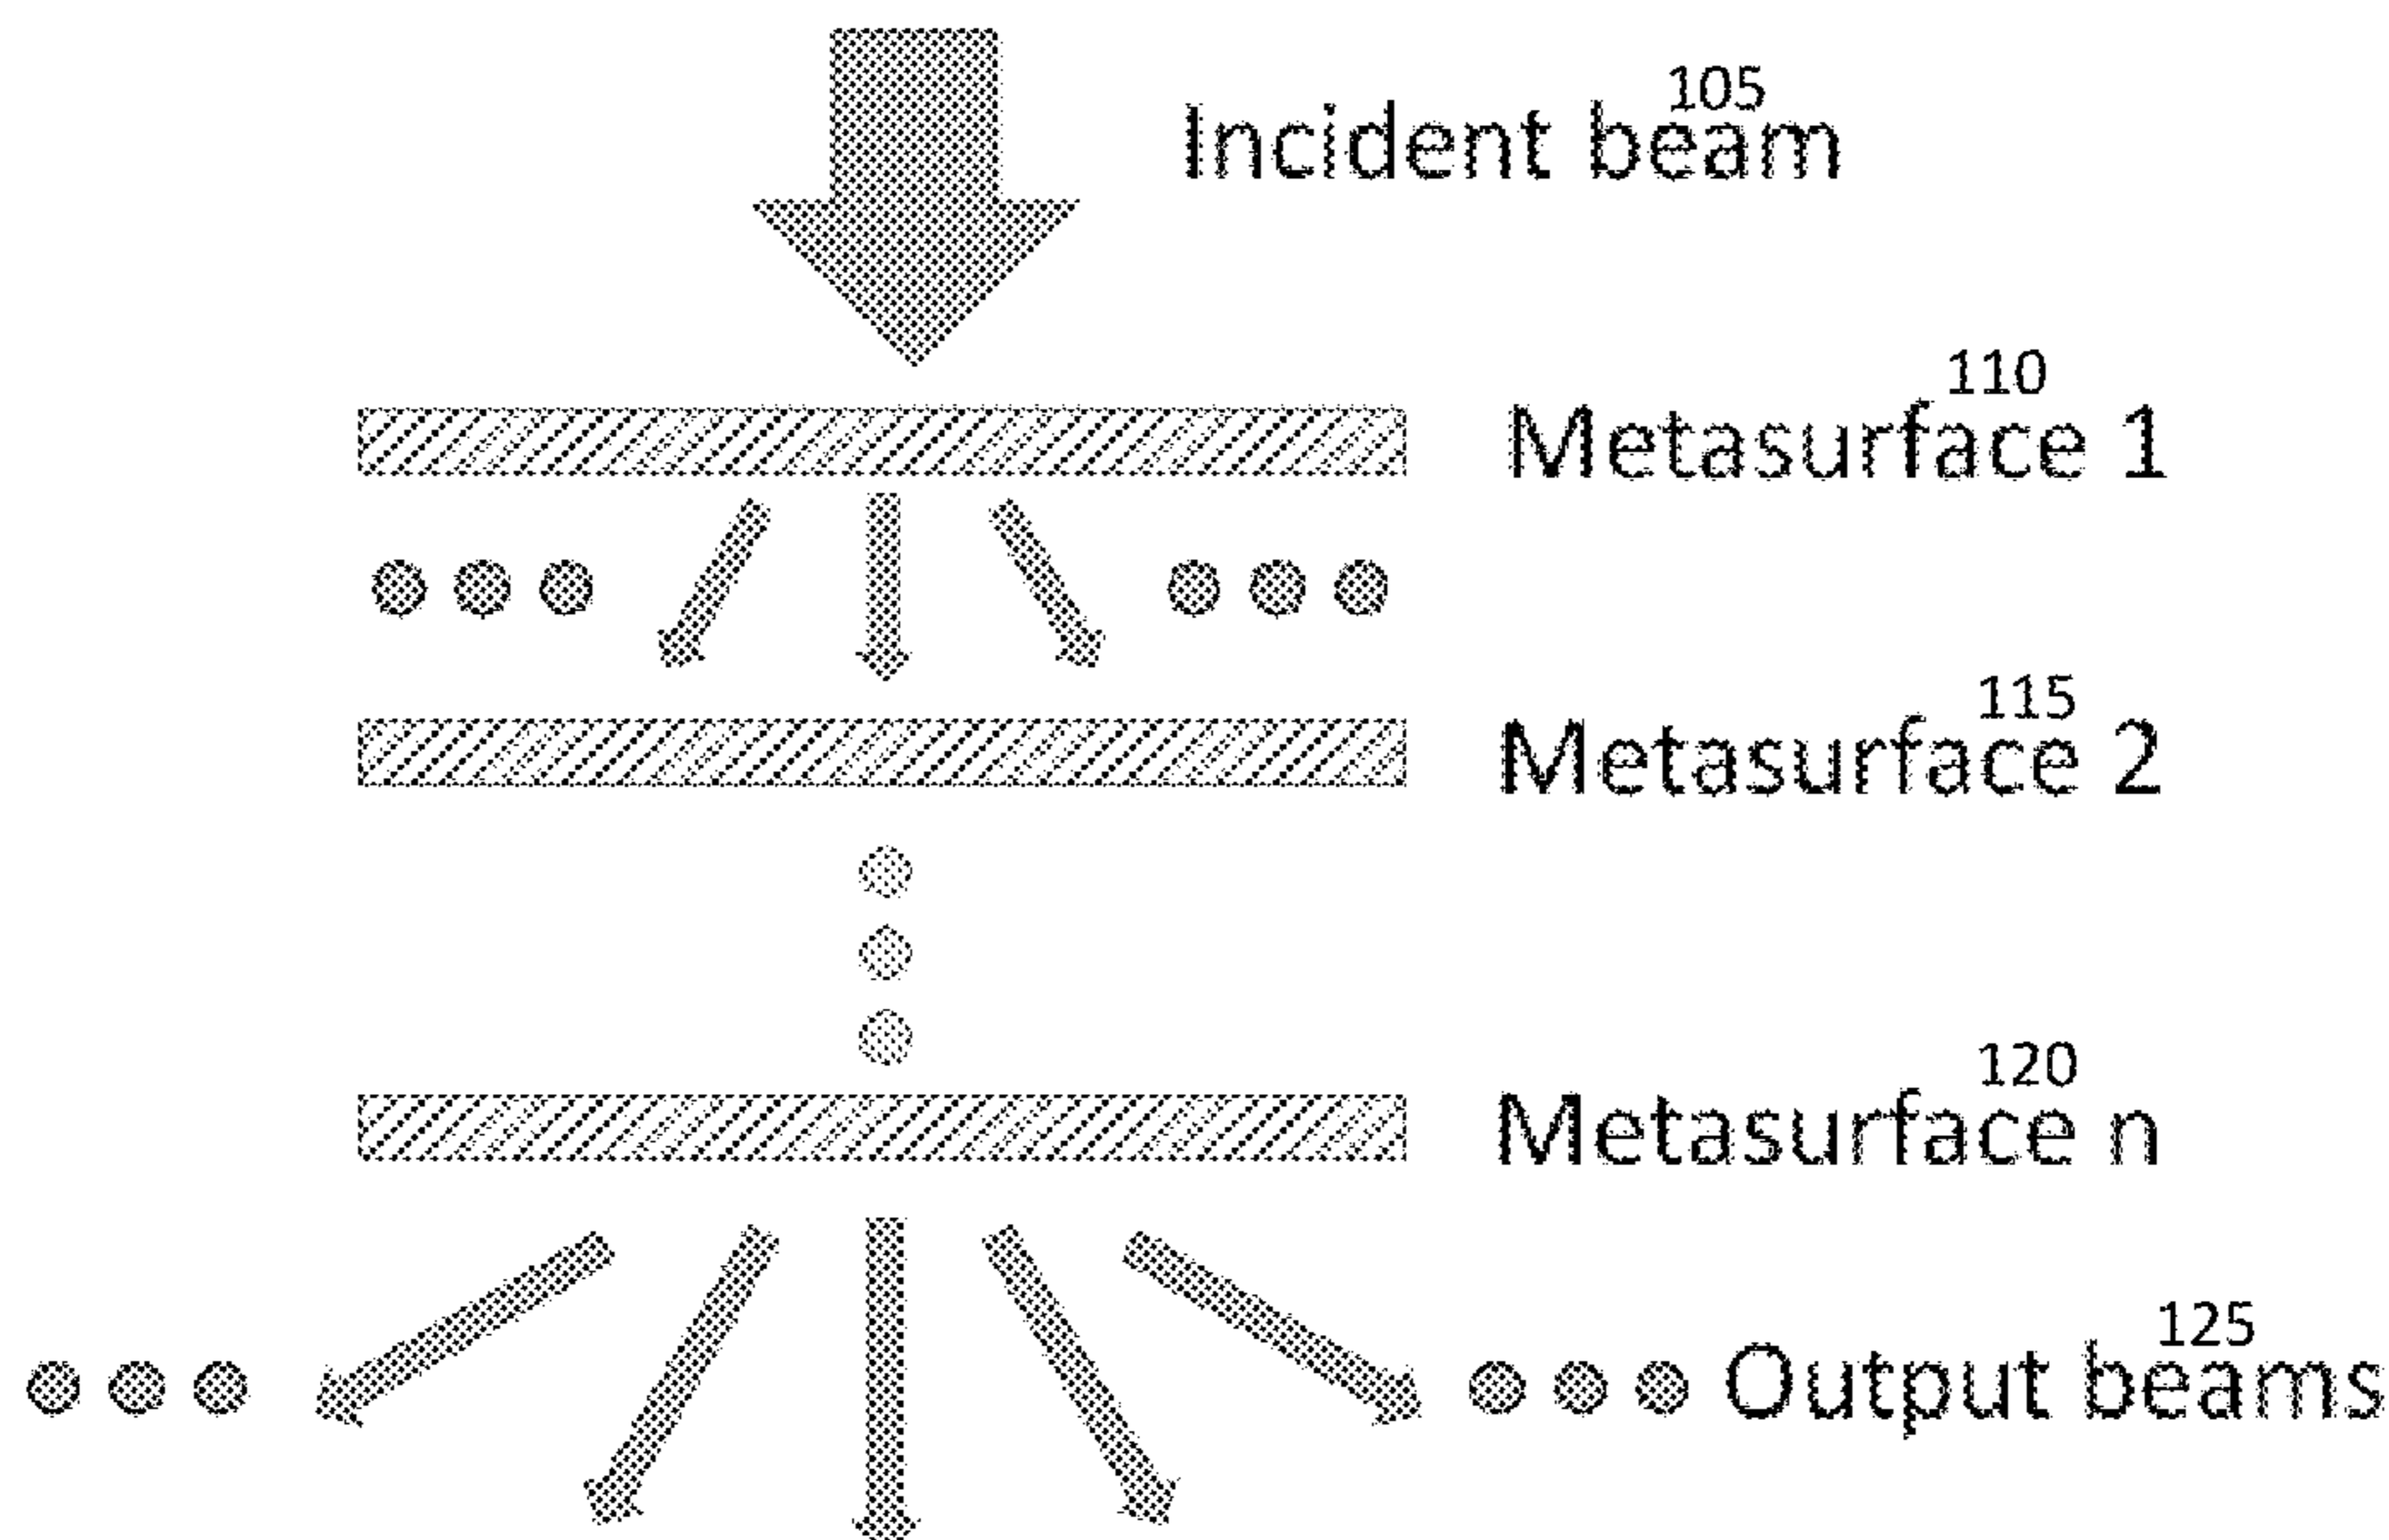 105
Incident beam
110
Metasurface 1
115
Metasurface 2
120
Metasurface n
125
Output beams